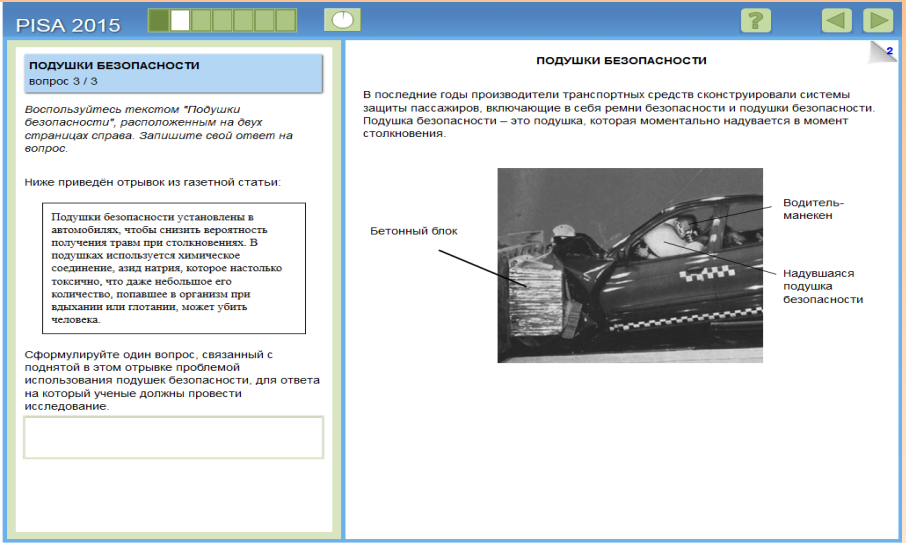 PISA 2015
?
ПОДУШКИ БЕЗОПАСНОСТИ
вопрос 3 / 3
Воспользуйтесь текстом "Подушки
безопасности", расположенным на двух
страницах справа. Запишите свой ответ на
вопрос.
Ниже приведён отрывок из газетной статьи:
Подушки безопасности установлены в
автомобилях, чтобы снизить вероятность
получения травм при столкновениях. В
подушках используется химическое
соединение, азид натрия, которое настолько
токсично, что даже небольшое его
количество, попавшее в организм при
вдыхании или глотании, может убить
человека.
Сформулируйте один вопрос, связанный с
поднятой в этом отрывке проблемой
использования подушек безопасности, для ответа
на который ученые должны провести
исследование.
2
ПОДУШКИ БЕЗОПАСНОСТИ
В последние годы производители транспортных средств сконструировали системы
защиты пассажиров, включающие в себя ремни безопасности и подушки безопасности.
Подушка безопасности – это подушка, которая моментально надувается в момент
столкновения.
Бетонный блок
Водитель-
манекен
Надувшаяся
подушка
безопасности